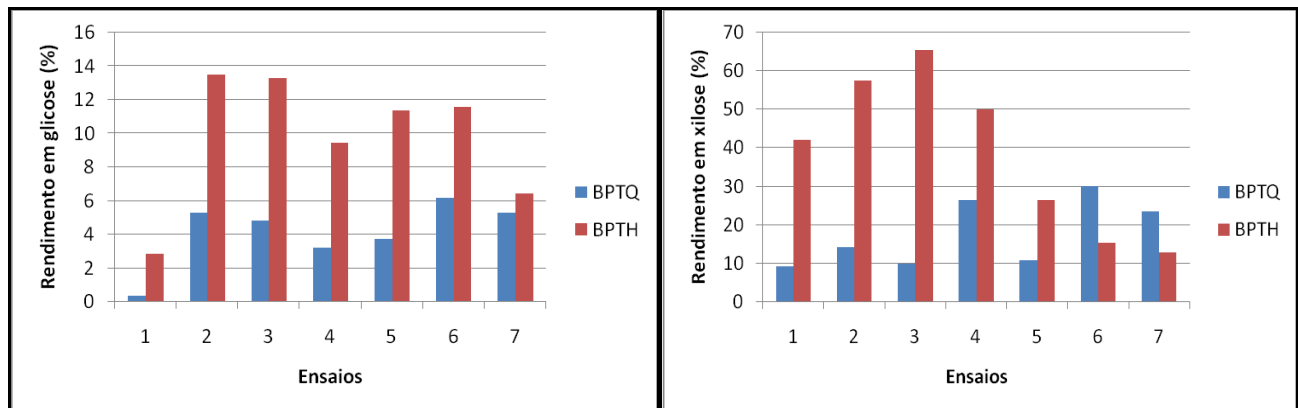 Rendimento em glicose (%)
16
14
12
10
8
6
4
2
0
1 2 3 4 5 6 7
Ensaios
BPTQ
BPTH
Rendimento em xilose (%)
70
60
50
40
30
20
10
0
1 2 3 4 5 6 7
Ensaios
BPTQ
BPTH